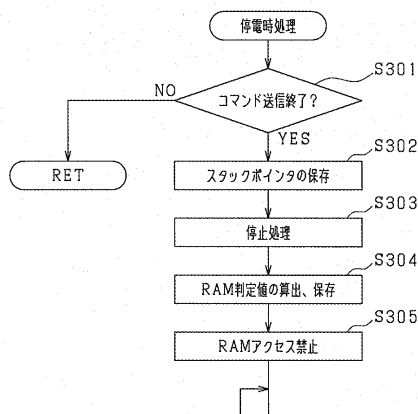 停電時処理
S301
コマンド送信終了?
NO
YES
RET
S302
スタックポインタの保存
S303
停止処理
S304
RAM判定値の算出、保存
S305
RAMアクセス禁止